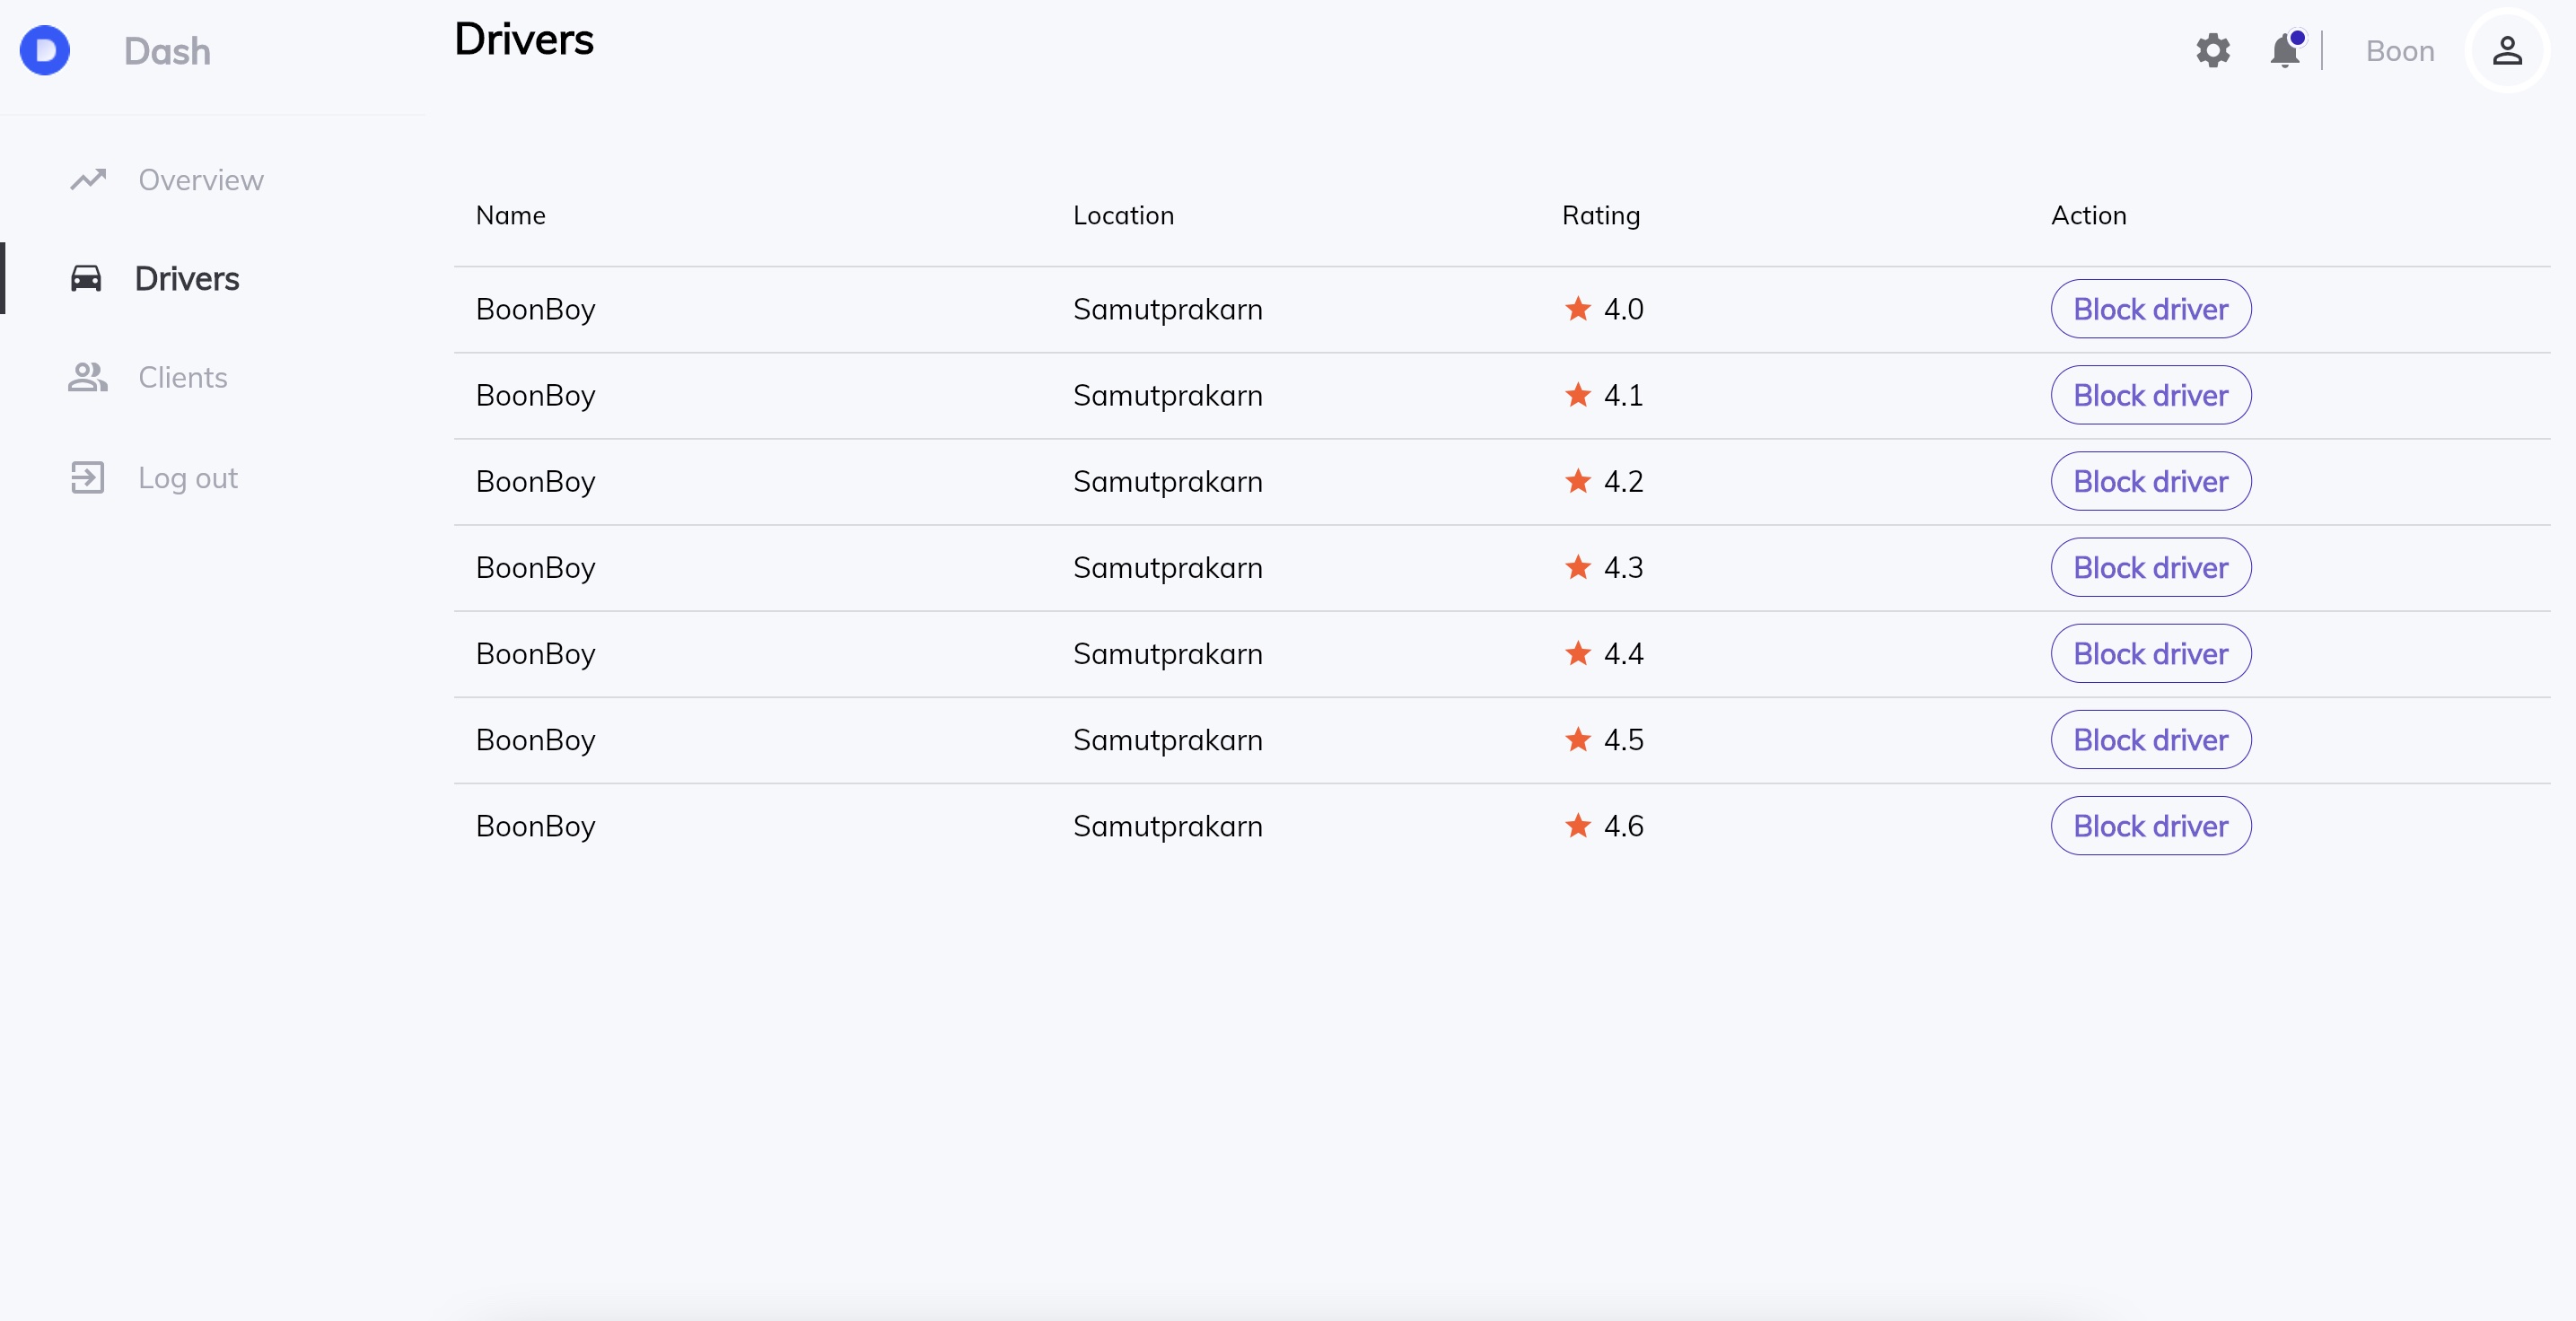 D Dash
Drivers
Boon
Overview
Drivers
Clients
Log out
Name Location Rating Action
BoonBoy Samutprakarn 4.0 Block driver
BoonBoy Samutprakarn 4.1 Block driver
BoonBoy Samutprakarn 4.2 Block driver
BoonBoy Samutprakarn 4.3 Block driver
BoonBoy Samutprakarn 4.4 Block driver
BoonBoy Samutprakarn 4.5 Block driver
BoonBoy Samutprakarn 4.6 Block driver